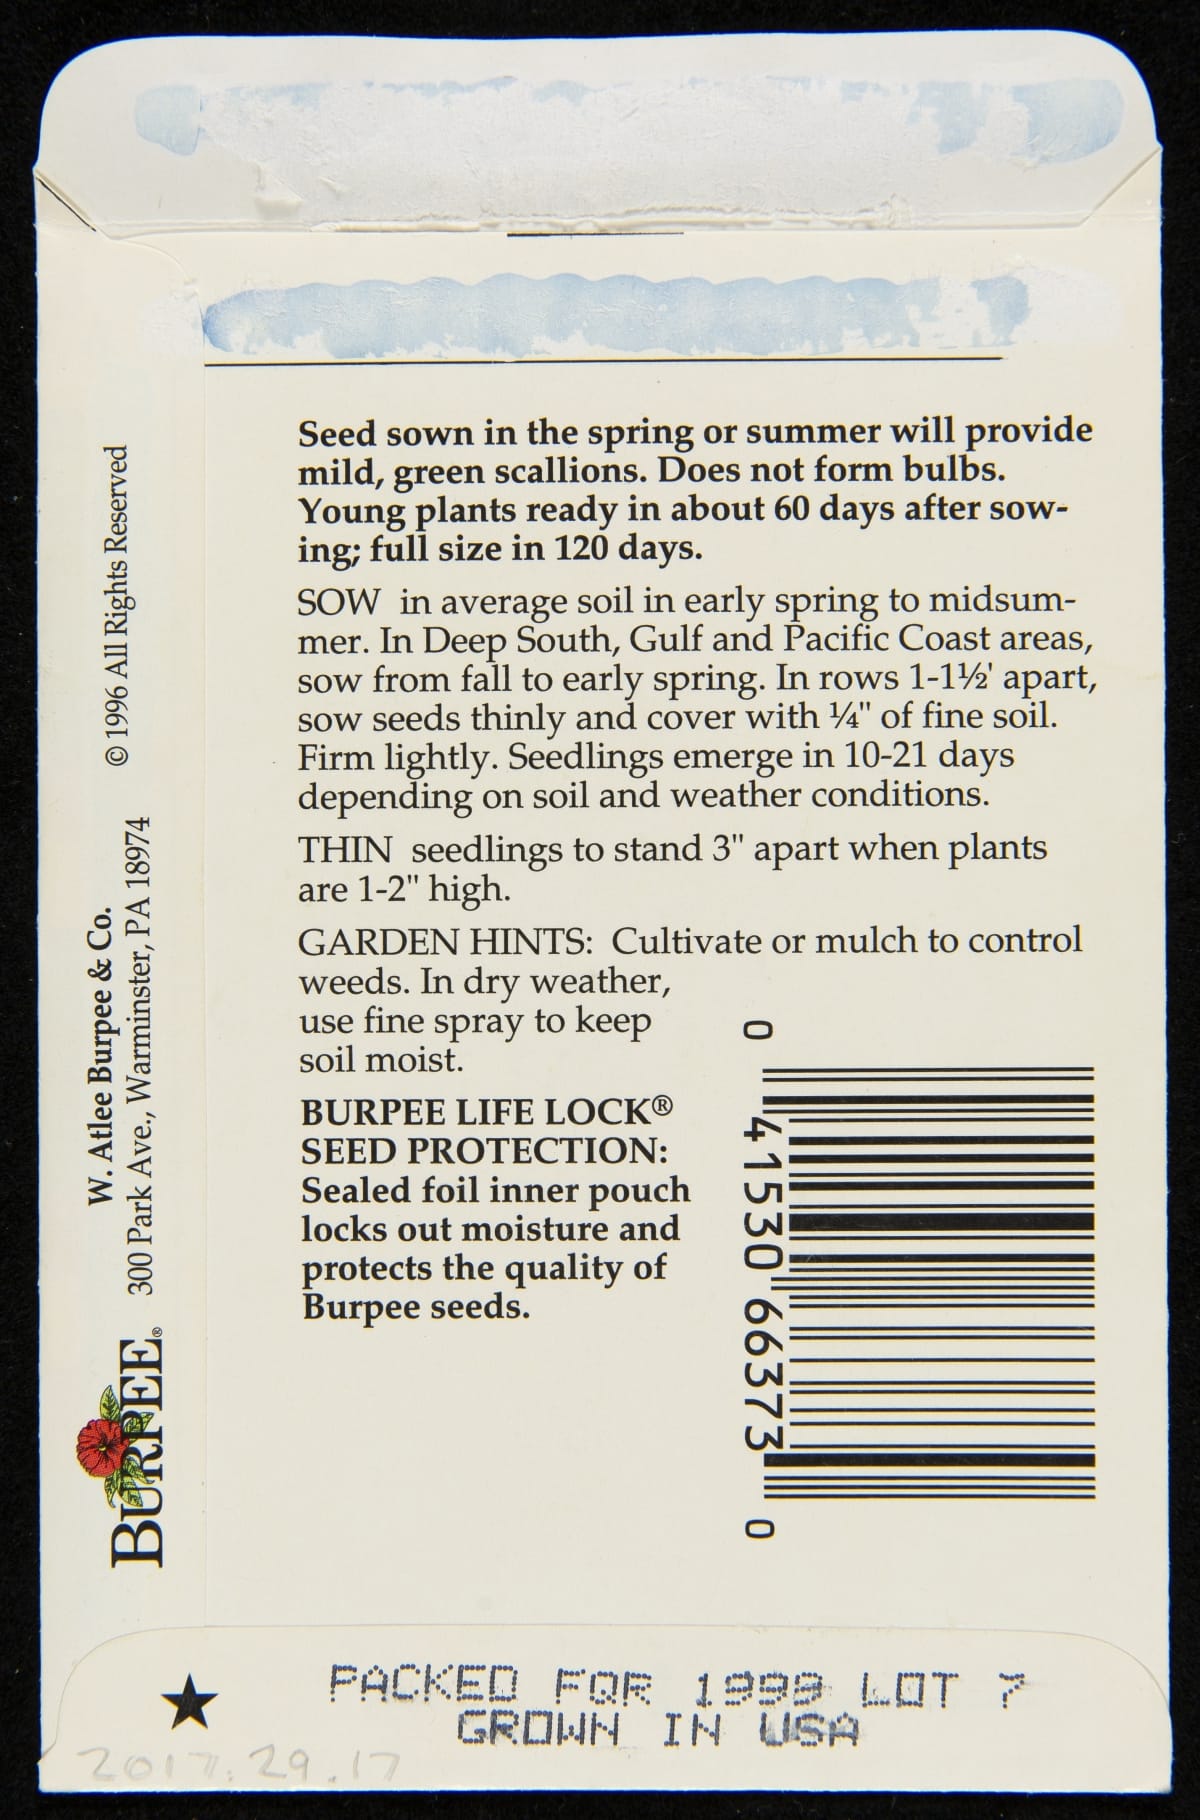 Seed sown in the spring or summer will provide
mild, green scallions. Does not form bulbs.
Young plants ready in about 60 days after sow-
ing; full size in 120 days.
SOW in average soil in early spring to midsum-
mer. In Deep South, Gulf and Pacific Coast areas,
sow from fall to early spring. In rows 1-1½' apart,
sow seeds thinly and cover with ¼" of fine soil.
Firm lightly. Seedlings emerge in 10-21 days
depending on soil and weather conditions.
THIN seedlings to stand 3" apart when plants
are 1-2" high.
GARDEN HINTS: Cultivate or mulch to control
weeds. In dry weather,
use fine spray to keep
soil moist.
BURPEE LIFE LOCK®
SEED PROTECTION:
Sealed foil inner pouch
locks out moisture and
protects the quality of
Burpee seeds.
0 41530 66373 0
BURPEE®
W. Atlee Burpee & Co.
300 Park Ave., Warminster, PA 18974 © 1996 All Rights Reserved
PACKED FOR 1999 LOT 7
GROWN IN USA
2017.29.17